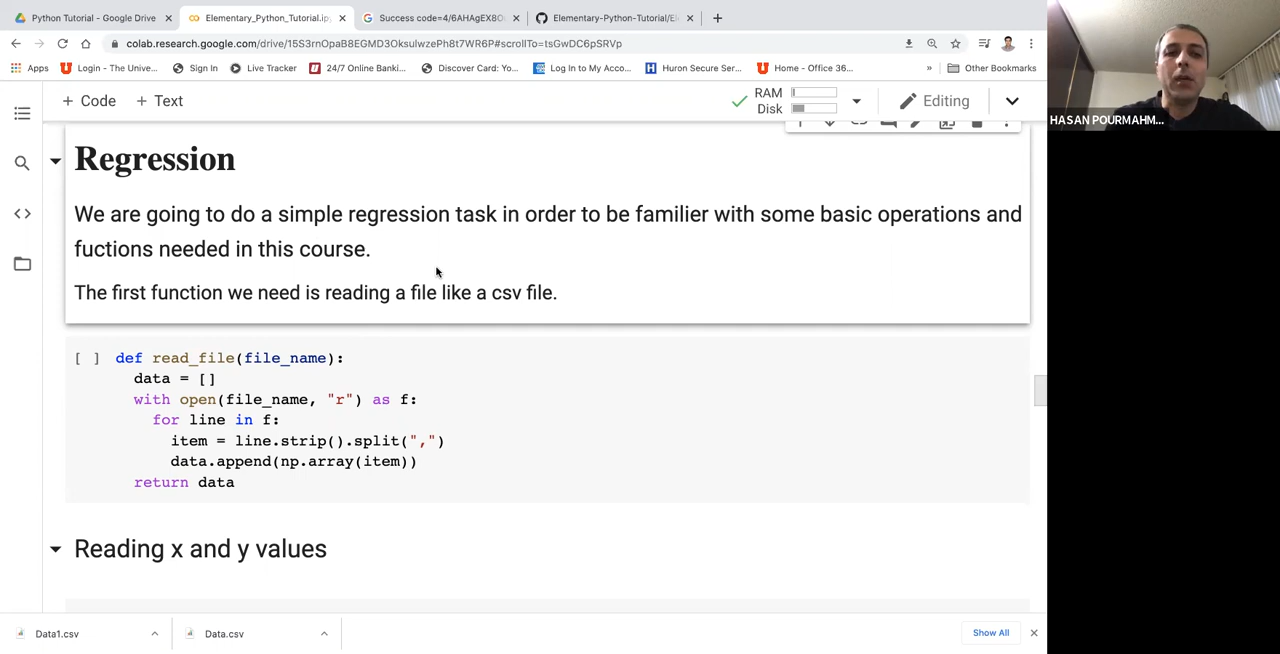 Python Tutorial - Google Drive
Elementary_Python_Tutorial.ip
Success code=4/6AHAgEX8O
Elementary-Python-Tutorial/El
colab.research.google.com/drive/15S3rnOpaB8EGMD3OksulwzePh8t7WR6P#scrollTo=tsGwDC6pSRVp
Apps
Login - The Unive...
Sign In
Live Tracker
24/7 Online Banki...
Discover Card: Yo...
Log In to My Acco...
Huron Secure Ser...
Home - Office 36...
»
Other Bookmarks
+ Code
+ Text
RAM
Disk
Editing
HASAN POURMAHM...
Regression
We are going to do a simple regression task in order to be familier with some basic operations and
fuctions needed in this course.
The first function we need is reading a file like a csv file.
[ ] def read_file(file_name):
data = []
with open(file_name, "r") as f:
for line in f:
item = line.strip().split(",")
data.append(np.array(item))
return data
Reading x and y values
Data1.csv
Data.csv
Show All